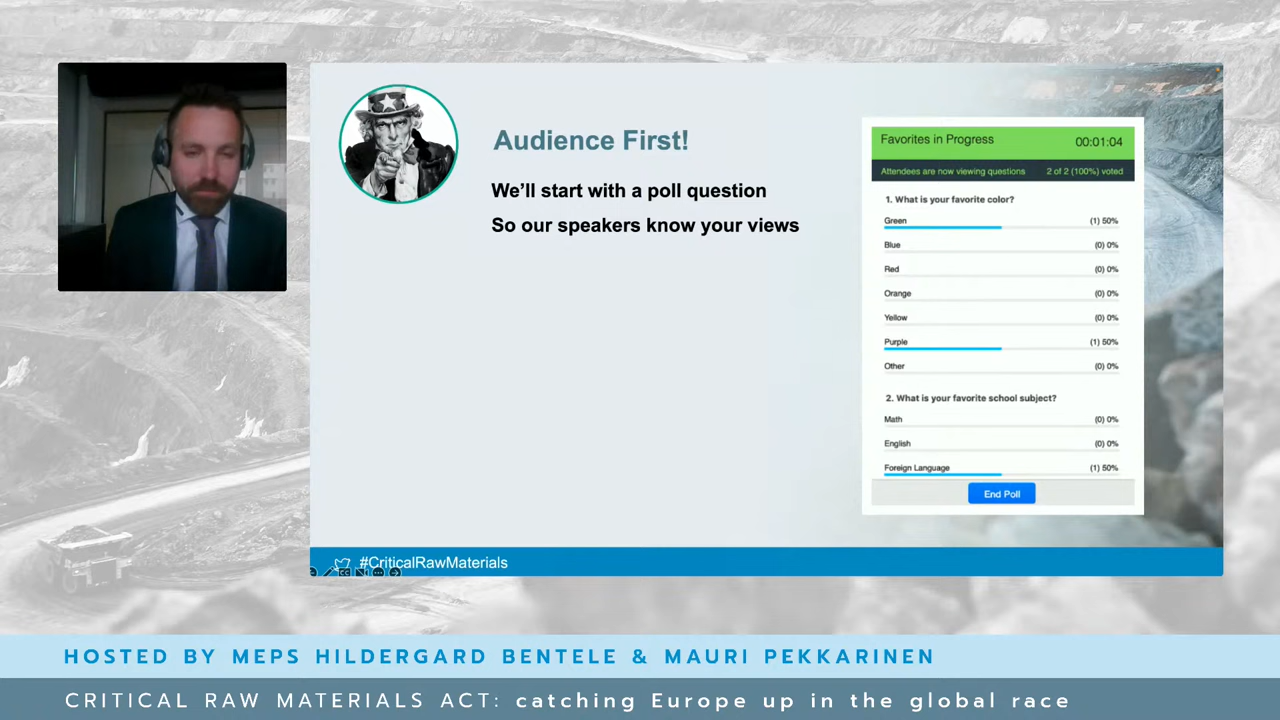 Audience First!
We’ll start with a poll question
So our speakers know your views
Favorites in Progress 00:01:04
Attendees are now viewing questions 2 of 2 (100%) voted
1. What is your favorite color?
Green (1) 50%
Blue (0) 0%
Red (0) 0%
Orange (0) 0%
Yellow (0) 0%
Purple (1) 50%
Other (0) 0%
2. What is your favorite school subject?
Math (0) 0%
English (0) 0%
Foreign Language (1) 50%
End Poll
#CriticalRawMaterials
HOSTED BY MEPS HILDERGARD BENTELE & MAURI PEKKARINEN
CRITICAL RAW MATERIALS ACT: catching Europe up in the global race